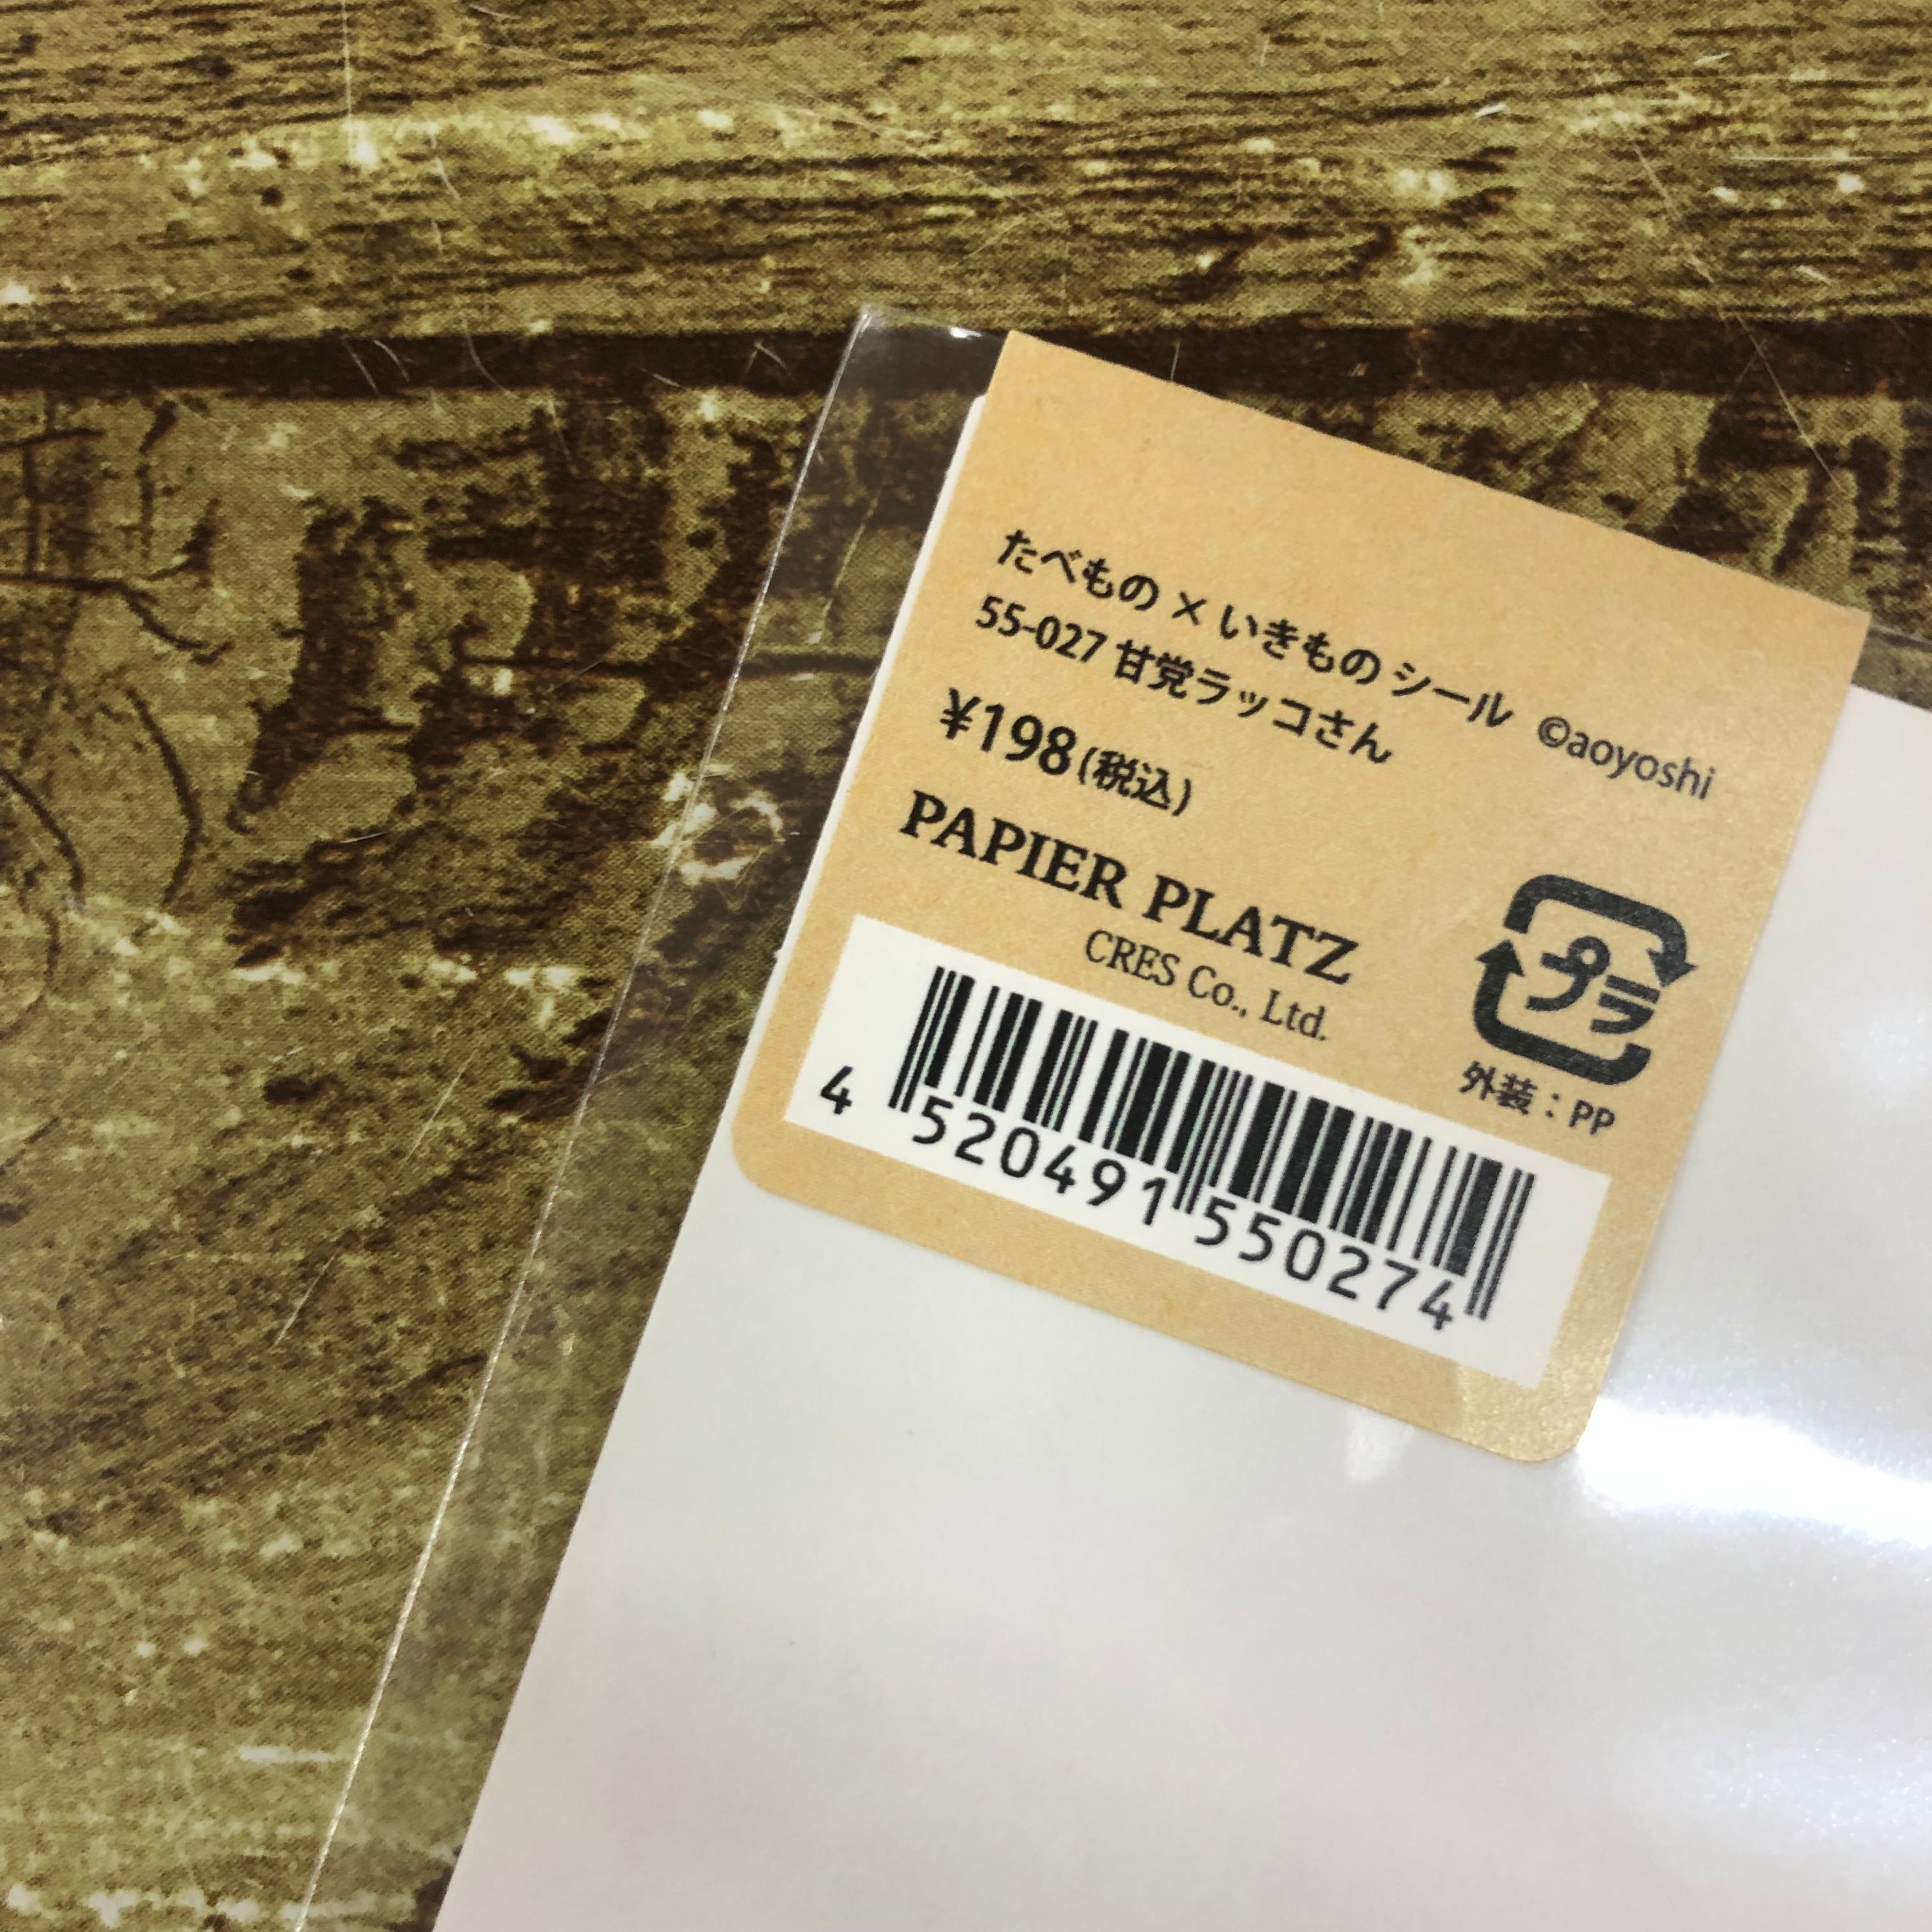 たべもの × いきもの シール ©aoyoshi
55-027 甘党ラッコさん
¥198(税込)
PAPIER PLATZ
CRES Co., Ltd.
プラ
外装：PP
4 520491 550274